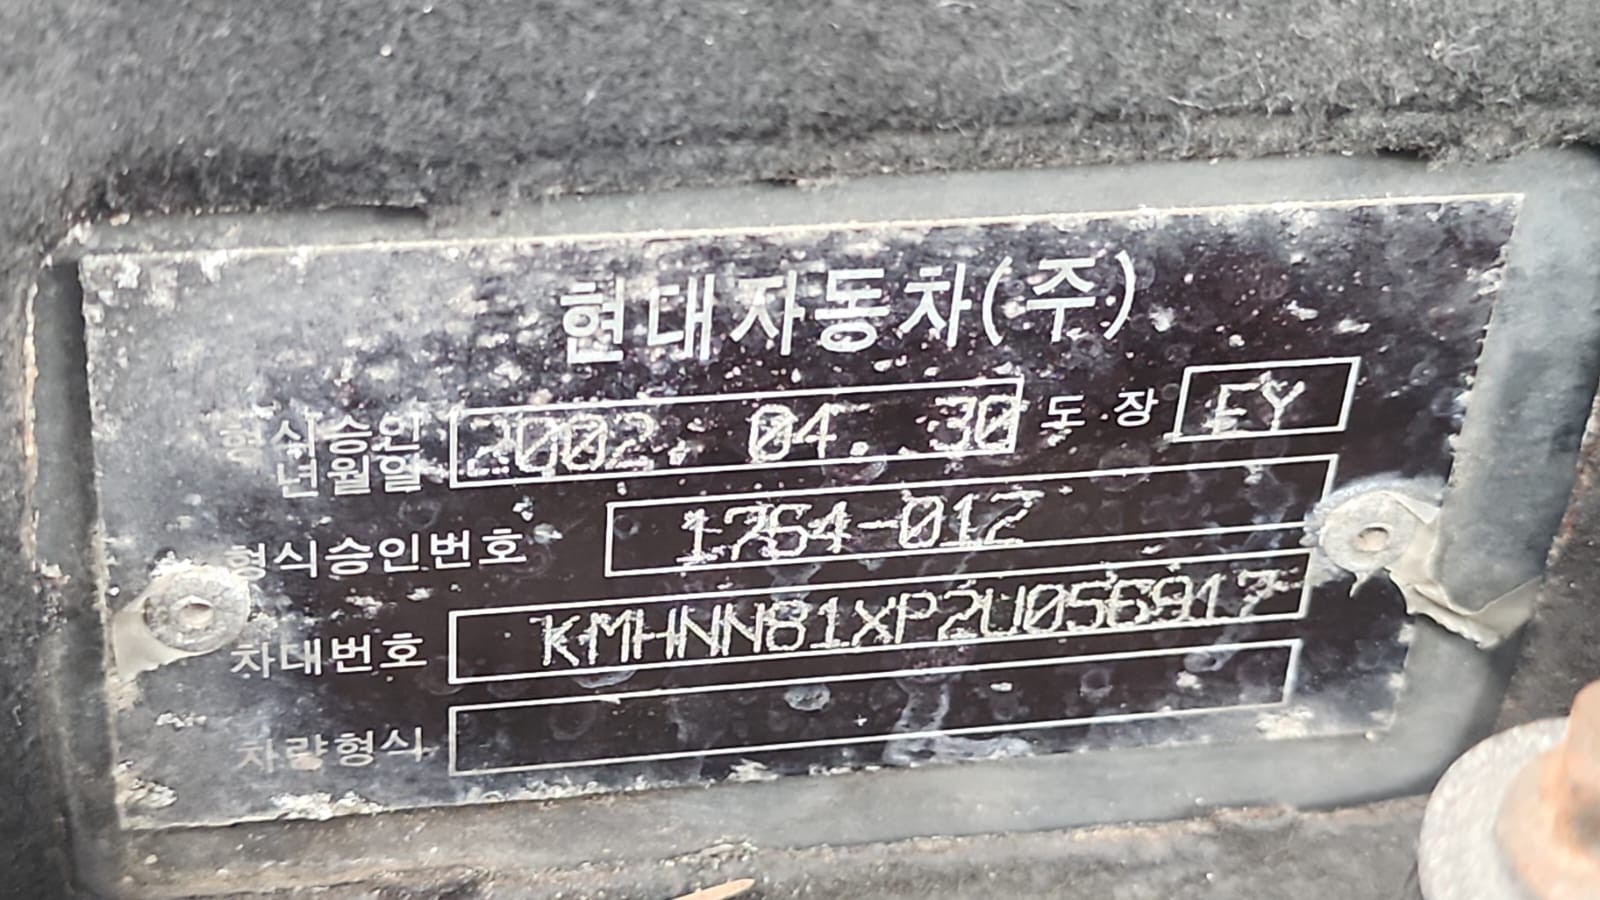 현대자동차(주)
형식승인
년월일 2002. 04. 30 도장 EY
형식승인번호 1764-01Z
차대번호 KMHNN81XP2U056917
차량형식